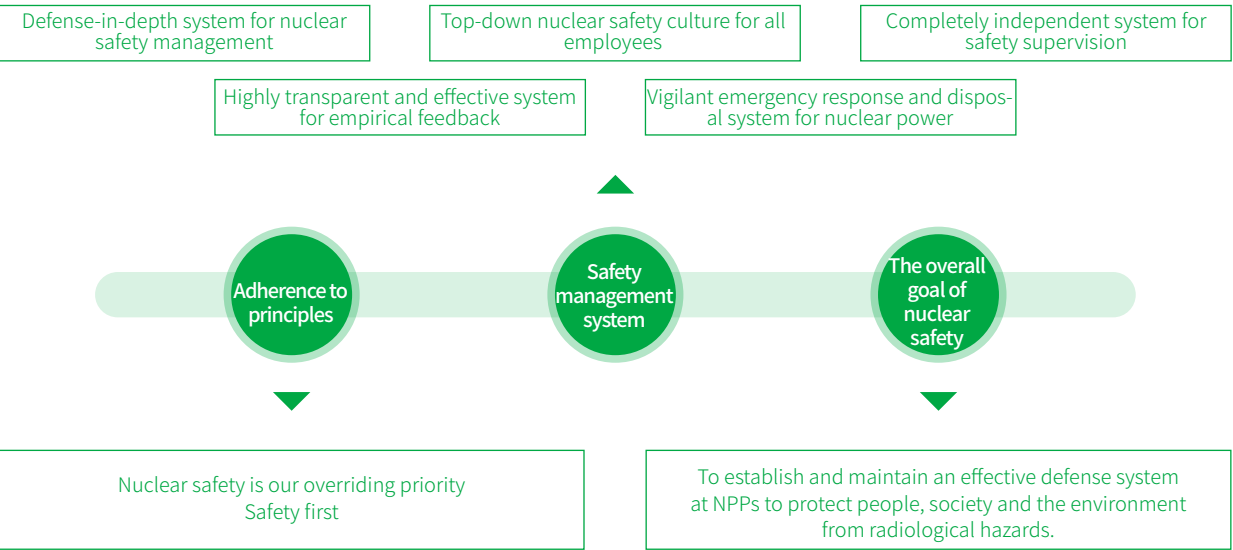 Defense-in-depth system for nuclear
safety management
Top-down nuclear safety culture for all
employees
Completely independent system for
safety supervision
Highly transparent and effective system
for empirical feedback
Vigilant emergency response and dispos-
al system for nuclear power
Adherence to
principles
Safety
management
system
The overall
goal of
nuclear
safety
Nuclear safety is our overriding priority
Safety first
To establish and maintain an effective defense system
at NPPs to protect people, society and the environment
from radiological hazards.